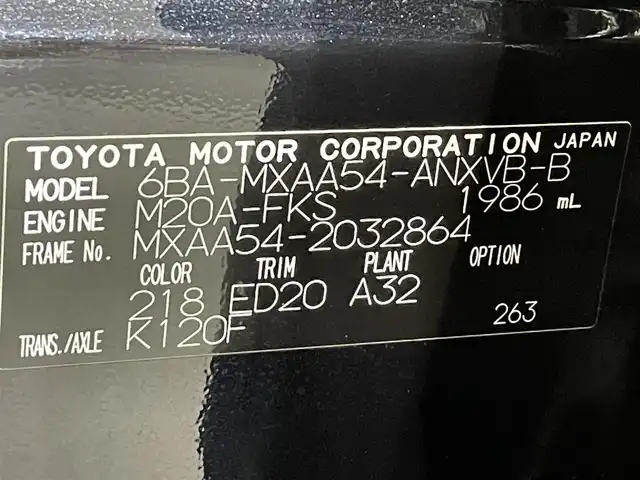 TOYOTA MOTOR CORPORATION JAPAN
MODEL 6BA-MXAA54-ANXVB-B
ENGINE M20A-FKS 1986 mL
FRAME No. MXAA54-2032864
COLOR TRIM PLANT OPTION
218 ED20 A32
TRANS./AXLE K120F 263